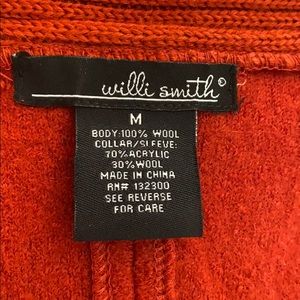 willi smith©
M
BODY:100% WOOL
COLLAR/SLEEVE:
70%ACRYLIC
30%WOOL
MADE IN CHINA
RN# 132300
SEE REVERSE
FOR CARE